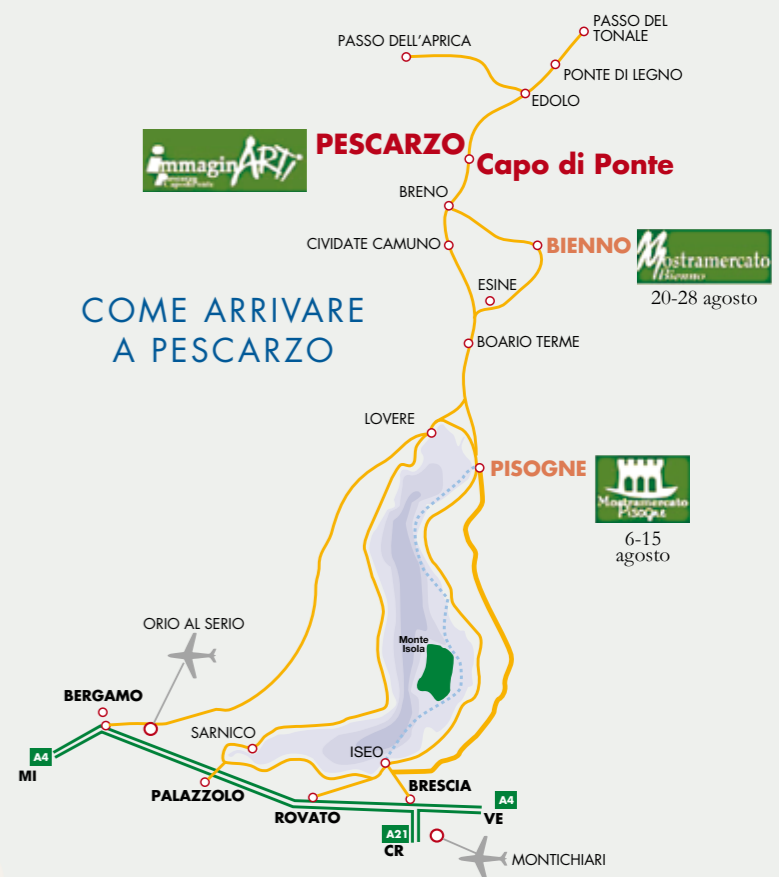 PASSO DEL
TONALE
PASSO DELL'APRICA
PONTE DI LEGNO
EDOLO
immaginARTi
PESCARZO
Capo di Ponte
BRENO
CIVIDATE CAMUNO
BIENNO
Mostramercato
Bienno
20-28 agosto
ESINE
COME ARRIVARE
A PESCARZO
BOARIO TERME
LOVERE
PISOGNE
Mostramercato
Pisogne
6-15
agosto
ORIO AL SERIO
Monte
Isola
BERGAMO
SARNICO
ISEO
A4
MI
PALAZZOLO
ROVATO
BRESCIA
A4
VE
A21
CR
MONTICHIARI